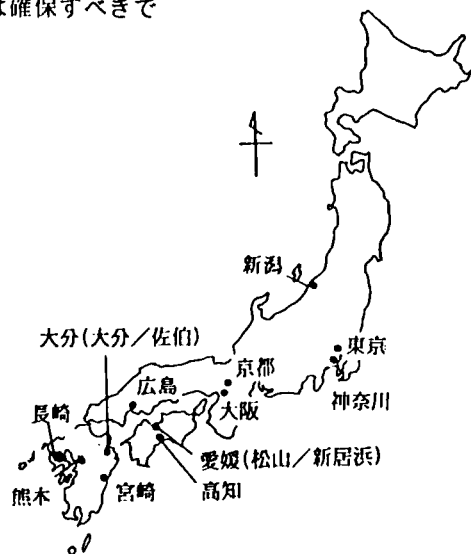 は確保すべきで
新潟
大分(大分/佐伯)
東京
京都
広島
神奈川
大阪
長崎
愛媛(松山/新居浜)
熊本
宮崎
高知